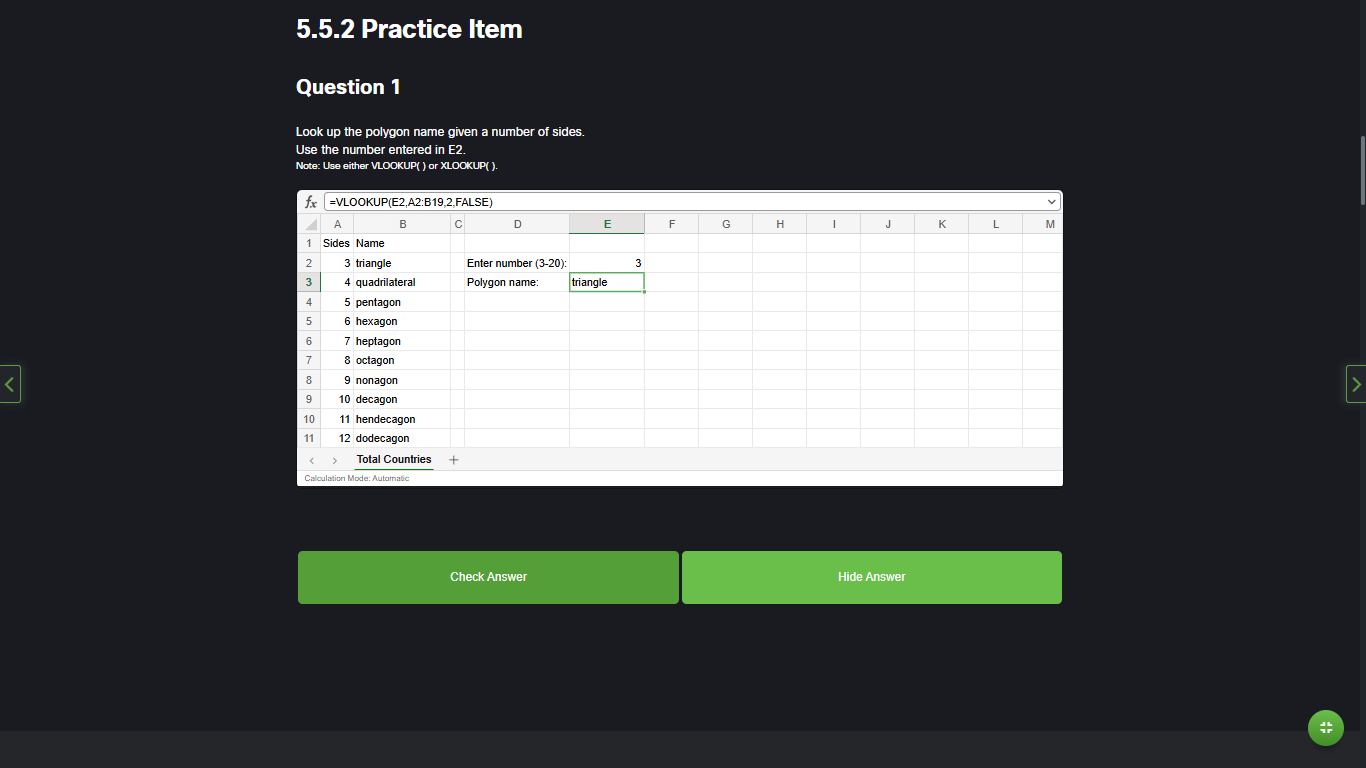 5.5.2 Practice Item
Question 1
Look up the polygon name given a number of sides.
Use the number entered in E2.
Note: Use either VLOOKUP( ) or XLOOKUP( ).
fx =VLOOKUP(E2,A2:B19,2,FALSE)
A B C D E F G H I J K L M
1 Sides Name
2 3 triangle Enter number (3-20): 3
3 4 quadrilateral Polygon name: triangle
4 5 pentagon
5 6 hexagon
6 7 heptagon
7 8 octagon
8 9 nonagon
9 10 decagon
10 11 hendecagon
11 12 dodecagon
Total Countries +
Calculation Mode: Automatic
Check Answer Hide Answer